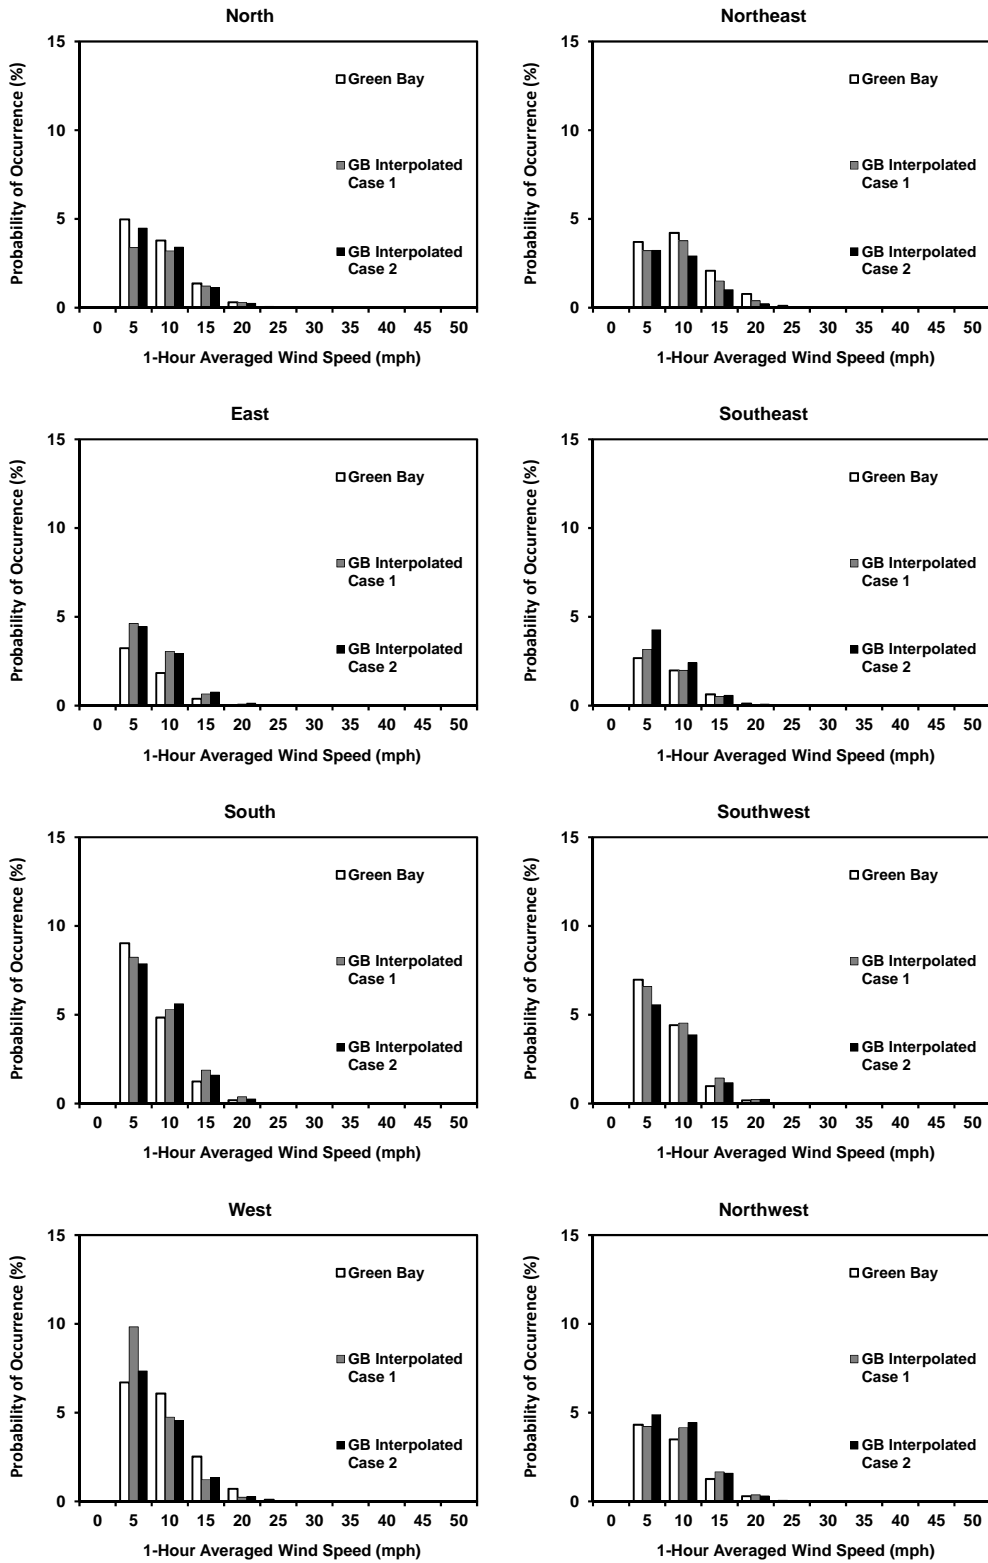 North
Probability of Occurrence (%)
15
10
5
0
Green Bay
GB Interpolated
Case 1
GB Interpolated
Case 2
0 5 10 15 20 25 30 35 40 45 50
1-Hour Averaged Wind Speed (mph)
Northeast
Probability of Occurrence (%)
15
10
5
0
Green Bay
GB Interpolated
Case 1
GB Interpolated
Case 2
0 5 10 15 20 25 30 35 40 45 50
1-Hour Averaged Wind Speed (mph)
East
Probability of Occurrence (%)
15
10
5
0
Green Bay
GB Interpolated
Case 1
GB Interpolated
Case 2
0 5 10 15 20 25 30 35 40 45 50
1-Hour Averaged Wind Speed (mph)
Southeast
Probability of Occurrence (%)
15
10
5
0
Green Bay
GB Interpolated
Case 1
GB Interpolated
Case 2
0 5 10 15 20 25 30 35 40 45 50
1-Hour Averaged Wind Speed (mph)
South
Probability of Occurrence (%)
15
10
5
0
Green Bay
GB Interpolated
Case 1
GB Interpolated
Case 2
0 5 10 15 20 25 30 35 40 45 50
1-Hour Averaged Wind Speed (mph)
Southwest
Probability of Occurrence (%)
15
10
5
0
Green Bay
GB Interpolated
Case 1
GB Interpolated
Case 2
0 5 10 15 20 25 30 35 40 45 50
1-Hour Averaged Wind Speed (mph)
West
Probability of Occurrence (%)
15
10
5
0
Green Bay
GB Interpolated
Case 1
GB Interpolated
Case 2
0 5 10 15 20 25 30 35 40 45 50
1-Hour Averaged Wind Speed (mph)
Northwest
Probability of Occurrence (%)
15
10
5
0
Green Bay
GB Interpolated
Case 1
GB Interpolated
Case 2
0 5 10 15 20 25 30 35 40 45 50
1-Hour Averaged Wind Speed (mph)